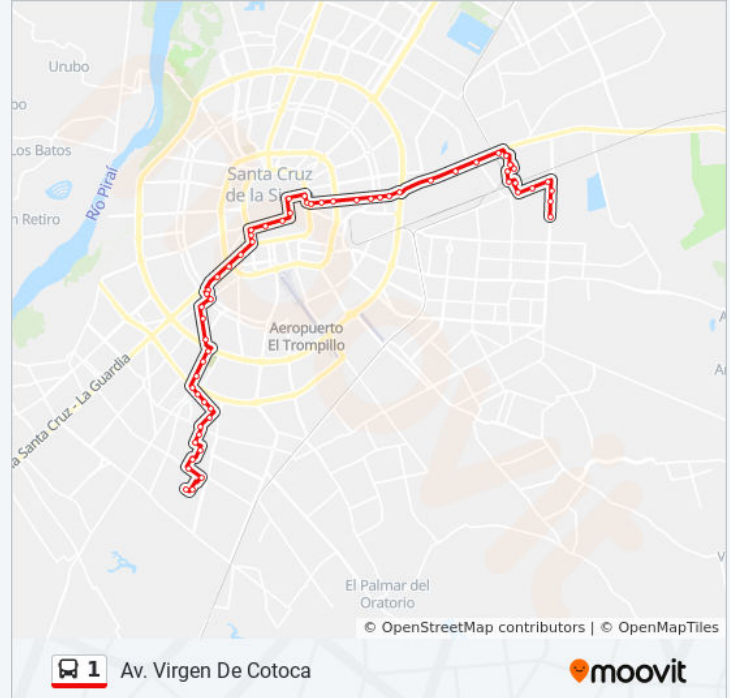 Urubo
Los Batos
Río Piraí
Santa Cruz
de la Si
n Retiro
Aeropuerto
El Trompillo
a Santa Cruz - La Guardia
El Palmar del
Oratorio
© OpenStreetMap contributors | © OpenMapTiles
1 Av. Virgen De Cotoca
moovit